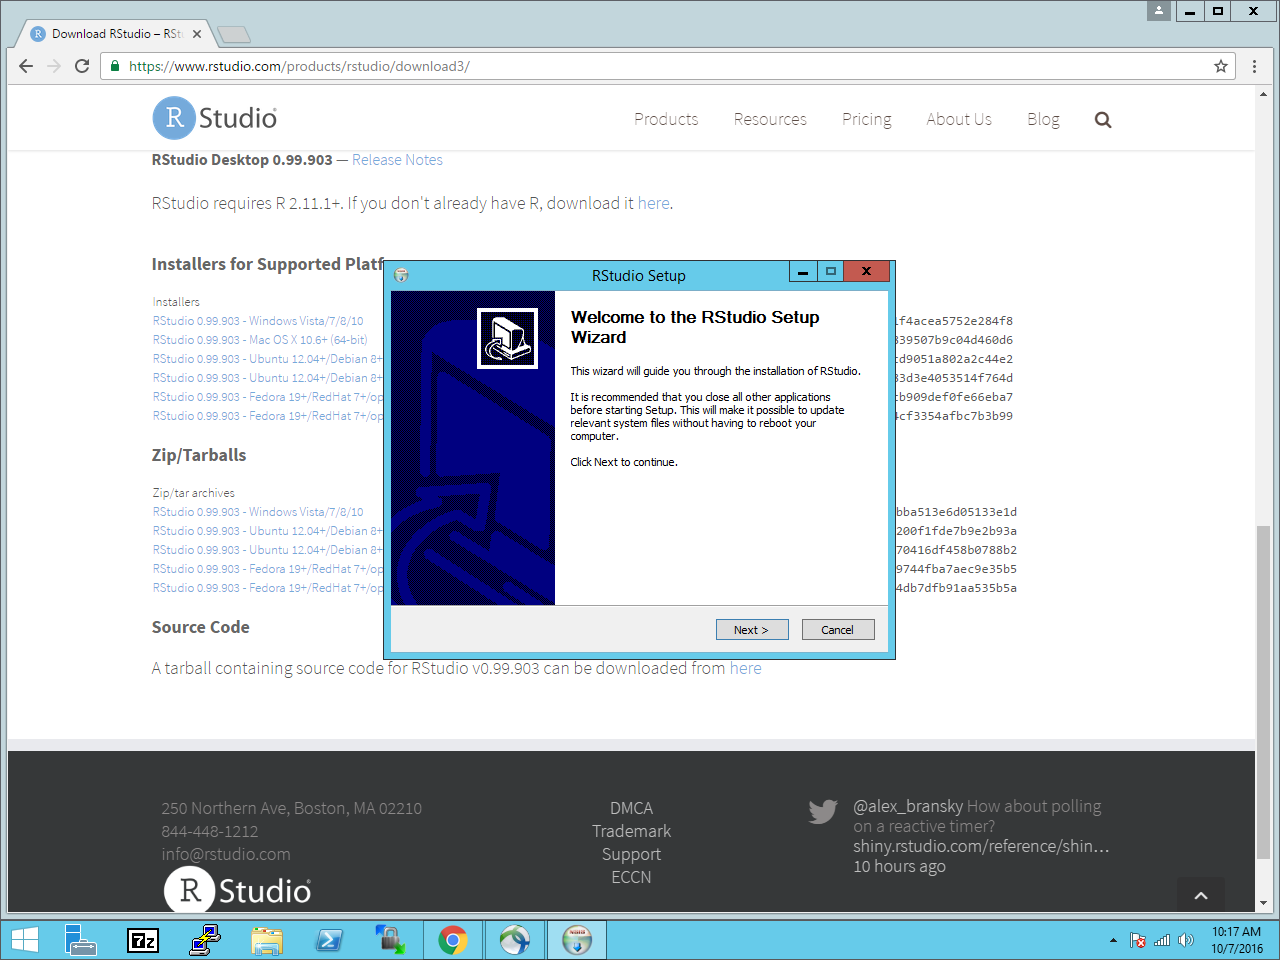 Download RStudio – RSt
https://www.rstudio.com/products/rstudio/download3/
R Studio
Products
Resources
Pricing
About Us
Blog
RStudio Desktop 0.99.903 — Release Notes
RStudio requires R 2.11.1+. If you don't already have R, download it here.
Installers for Supported Platf
Installers
RStudio 0.99.903 - Windows Vista/7/8/10
1f4acea5752e284f8
RStudio 0.99.903 - Mac OS X 10.6+ (64-bit)
339507b9c04d460d6
RStudio 0.99.903 - Ubuntu 12.04+/Debian 8+
cd9051a802a2c44e2
RStudio 0.99.903 - Ubuntu 12.04+/Debian 8+
83d3e4053514f764d
RStudio 0.99.903 - Fedora 19+/RedHat 7+/op
cb909def0fe66eba7
RStudio 0.99.903 - Fedora 19+/RedHat 7+/op
4cf3354afbc7b3b99
Zip/Tarballs
Zip/tar archives
RStudio 0.99.903 - Windows Vista/7/8/10
bba513e6d05133e1d
RStudio 0.99.903 - Ubuntu 12.04+/Debian 8+
200f1fde7b9e2b93a
RStudio 0.99.903 - Ubuntu 12.04+/Debian 8+
70416df458b0788b2
RStudio 0.99.903 - Fedora 19+/RedHat 7+/op
9744fba7aec9e35b5
RStudio 0.99.903 - Fedora 19+/RedHat 7+/op
4db7dfb91aa535b5a
Source Code
A tarball containing source code for RStudio v0.99.903 can be downloaded from here
RStudio Setup
Welcome to the RStudio Setup
Wizard
This wizard will guide you through the installation of RStudio.
It is recommended that you close all other applications
before starting Setup. This will make it possible to update
relevant system files without having to reboot your
computer.
Click Next to continue.
Next >
Cancel
250 Northern Ave, Boston, MA 02210
844-448-1212
info@rstudio.com
R Studio
DMCA
Trademark
Support
ECCN
@alex_bransky How about polling
on a reactive timer?
shiny.rstudio.com/reference/shin…
10 hours ago
7z
10:17 AM
10/7/2016